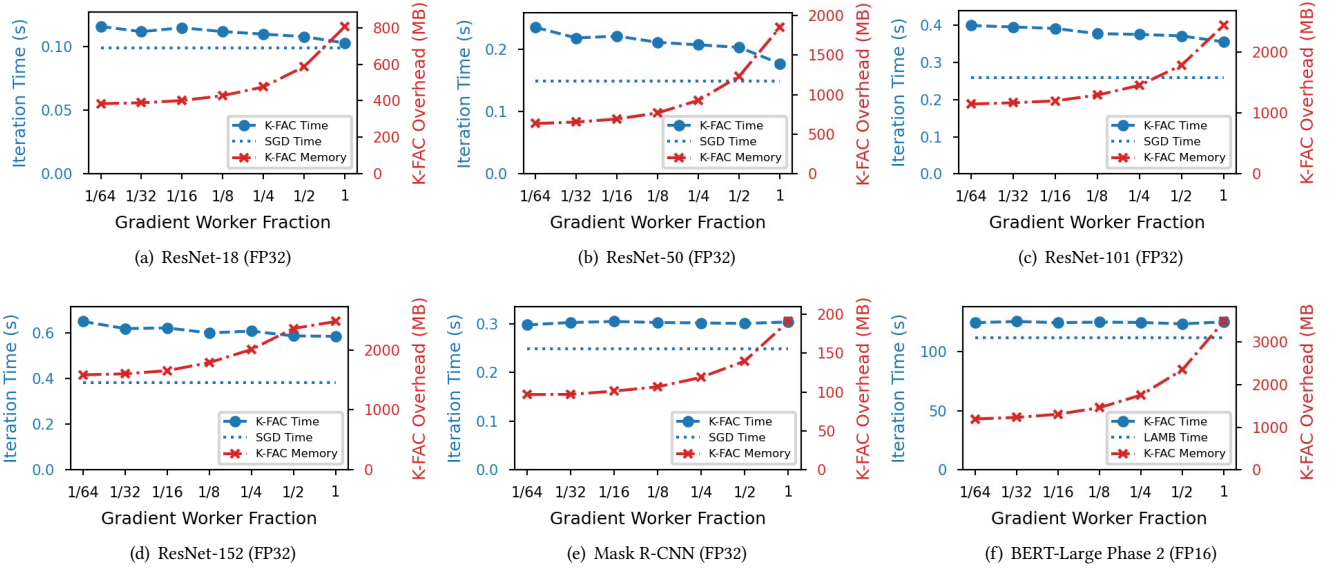 Iteration Time (s)
0.10
0.05
0.00
800
600
400
200
0
K-FAC Overhead (MB)
K-FAC Time
SGD Time
K-FAC Memory
1/64 1/32 1/16 1/8 1/4 1/2 1
Gradient Worker Fraction
(a) ResNet-18 (FP32)
Iteration Time (s)
0.2
0.1
0.0
2000
1500
1000
500
0
K-FAC Overhead (MB)
K-FAC Time
SGD Time
K-FAC Memory
1/64 1/32 1/16 1/8 1/4 1/2 1
Gradient Worker Fraction
(b) ResNet-50 (FP32)
Iteration Time (s)
0.4
0.3
0.2
0.1
0.0
2000
1000
0
K-FAC Overhead (MB)
K-FAC Time
SGD Time
K-FAC Memory
1/64 1/32 1/16 1/8 1/4 1/2 1
Gradient Worker Fraction
(c) ResNet-101 (FP32)
Iteration Time (s)
0.6
0.4
0.2
0.0
2000
1000
0
K-FAC Overhead (MB)
K-FAC Time
SGD Time
K-FAC Memory
1/64 1/32 1/16 1/8 1/4 1/2 1
Gradient Worker Fraction
(d) ResNet-152 (FP32)
Iteration Time (s)
0.3
0.2
0.1
0.0
200
150
100
50
0
K-FAC Overhead (MB)
K-FAC Time
SGD Time
K-FAC Memory
1/64 1/32 1/16 1/8 1/4 1/2 1
Gradient Worker Fraction
(e) Mask R-CNN (FP32)
Iteration Time (s)
100
50
0
3000
2000
1000
0
K-FAC Overhead (MB
K-FAC Time
LAMB Time
K-FAC Memory
1/64 1/32 1/16 1/8 1/4 1/2 1
Gradient Worker Fraction
(f) BERT-Large Phase 2 (FP16)